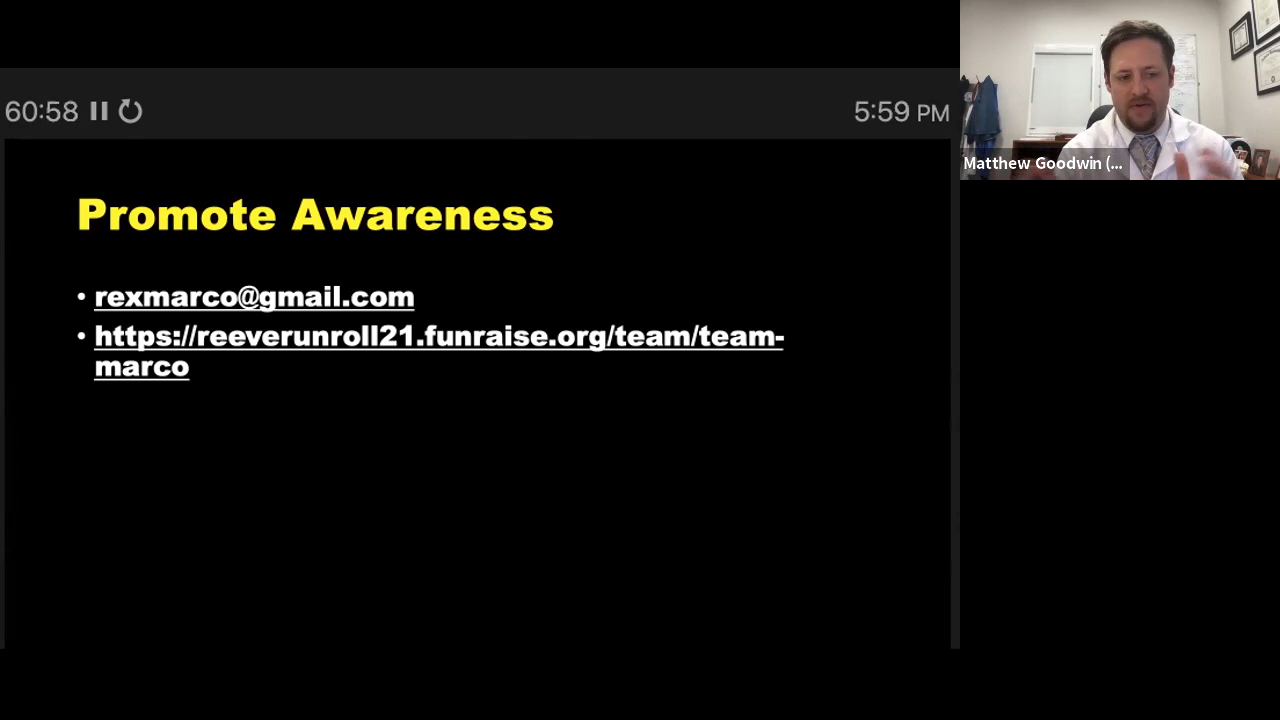 60:58
5:59 PM
Matthew Goodwin (...
Promote Awareness
• rexmarco@gmail.com
• https://reeverunroll21.funraise.org/team/team-
marco